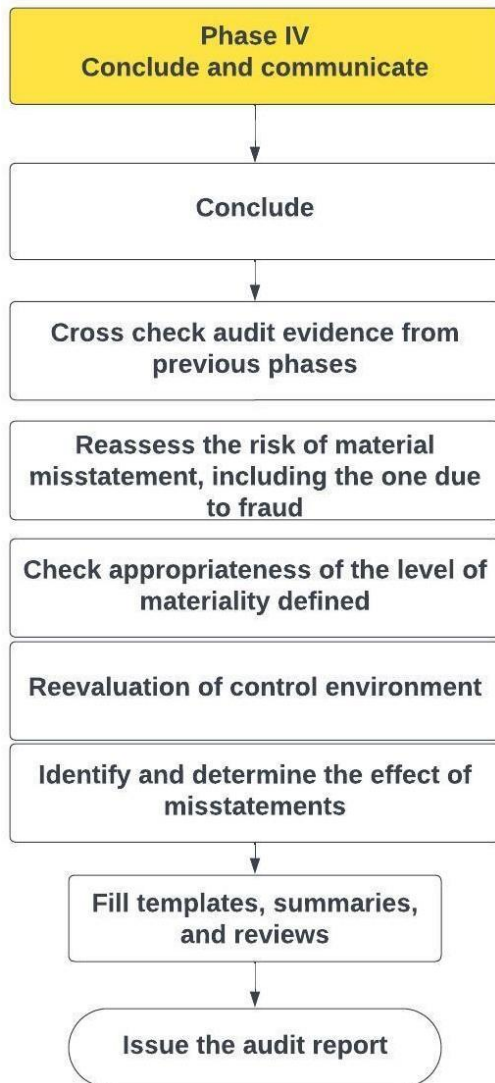 Phase IV
Conclude and communicate
Conclude
Cross check audit evidence from
previous phases
Reassess the risk of material
misstatement, including the one due
to fraud
Check appropriateness of the level of
materiality defined
Reevaluation of control environment
Identify and determine the effect of
misstatements
Fill templates, summaries,
and reviews
Issue the audit report